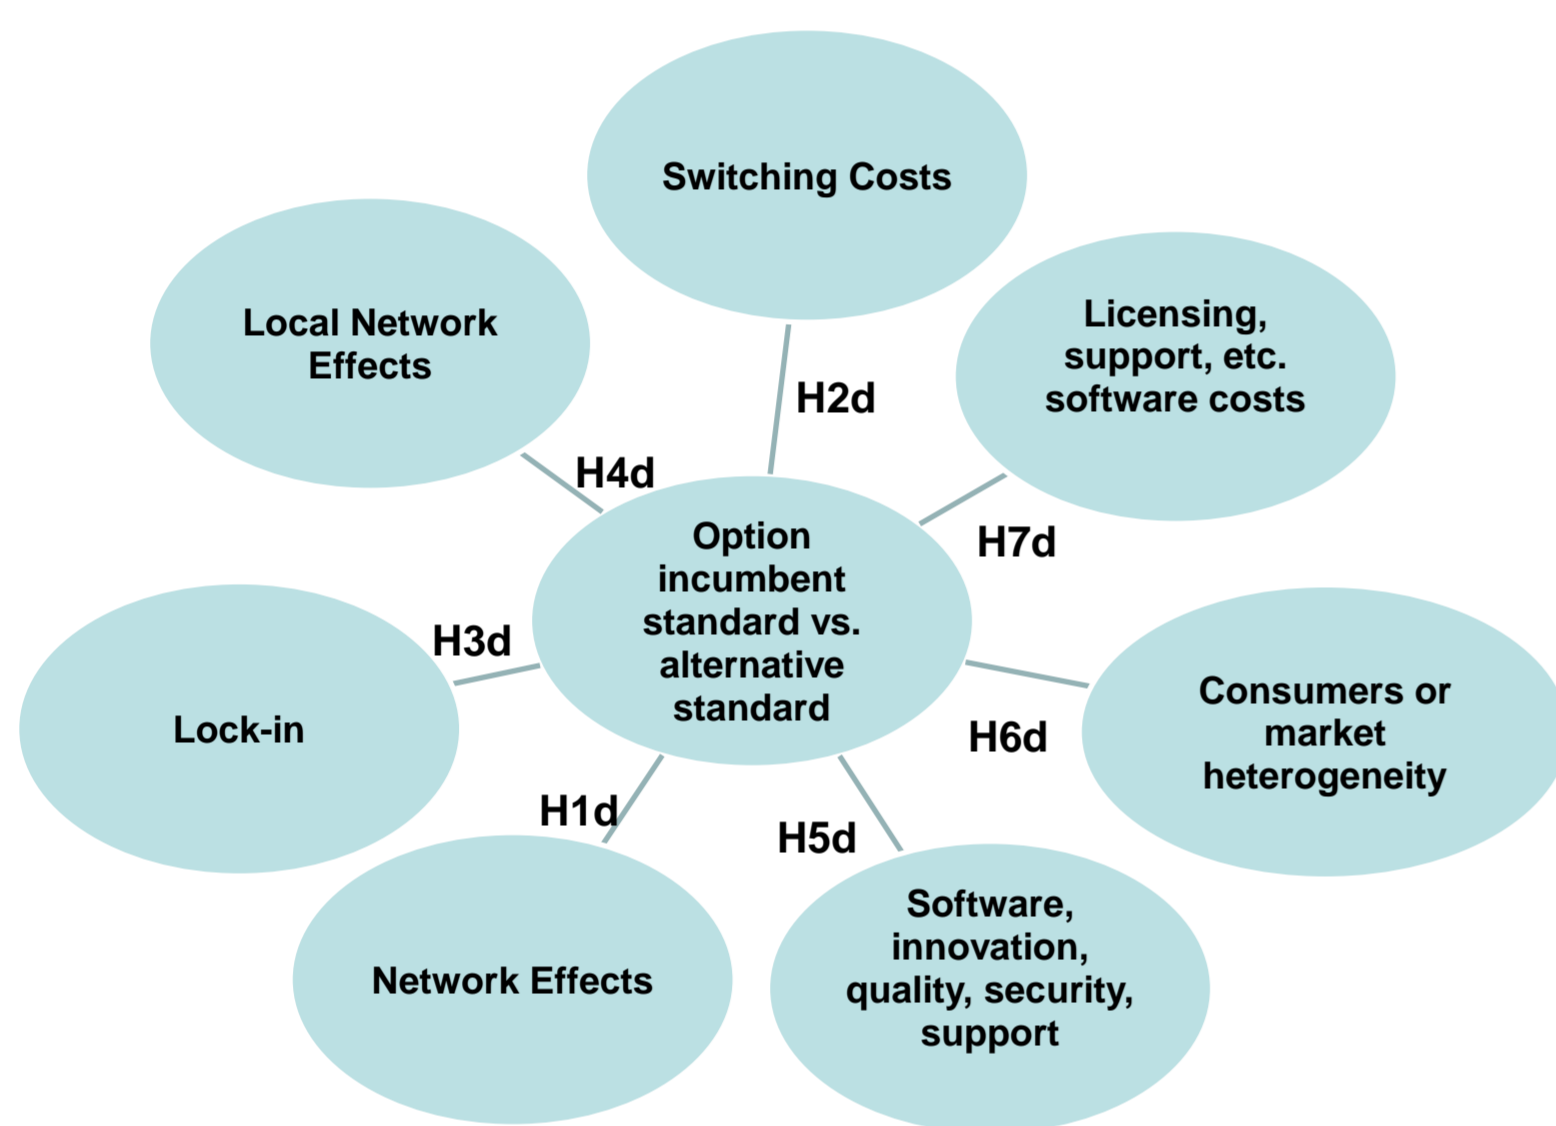 Switching Costs
Local Network
Effects
Licensing,
support, etc.
software costs
H2d
H4d
H7d
Option
incumbent
standard vs.
alternative
standard
H3d
Lock-in
H6d
Consumers or
market
heterogeneity
H1d
H5d
Network Effects
Software,
innovation,
quality, security,
support